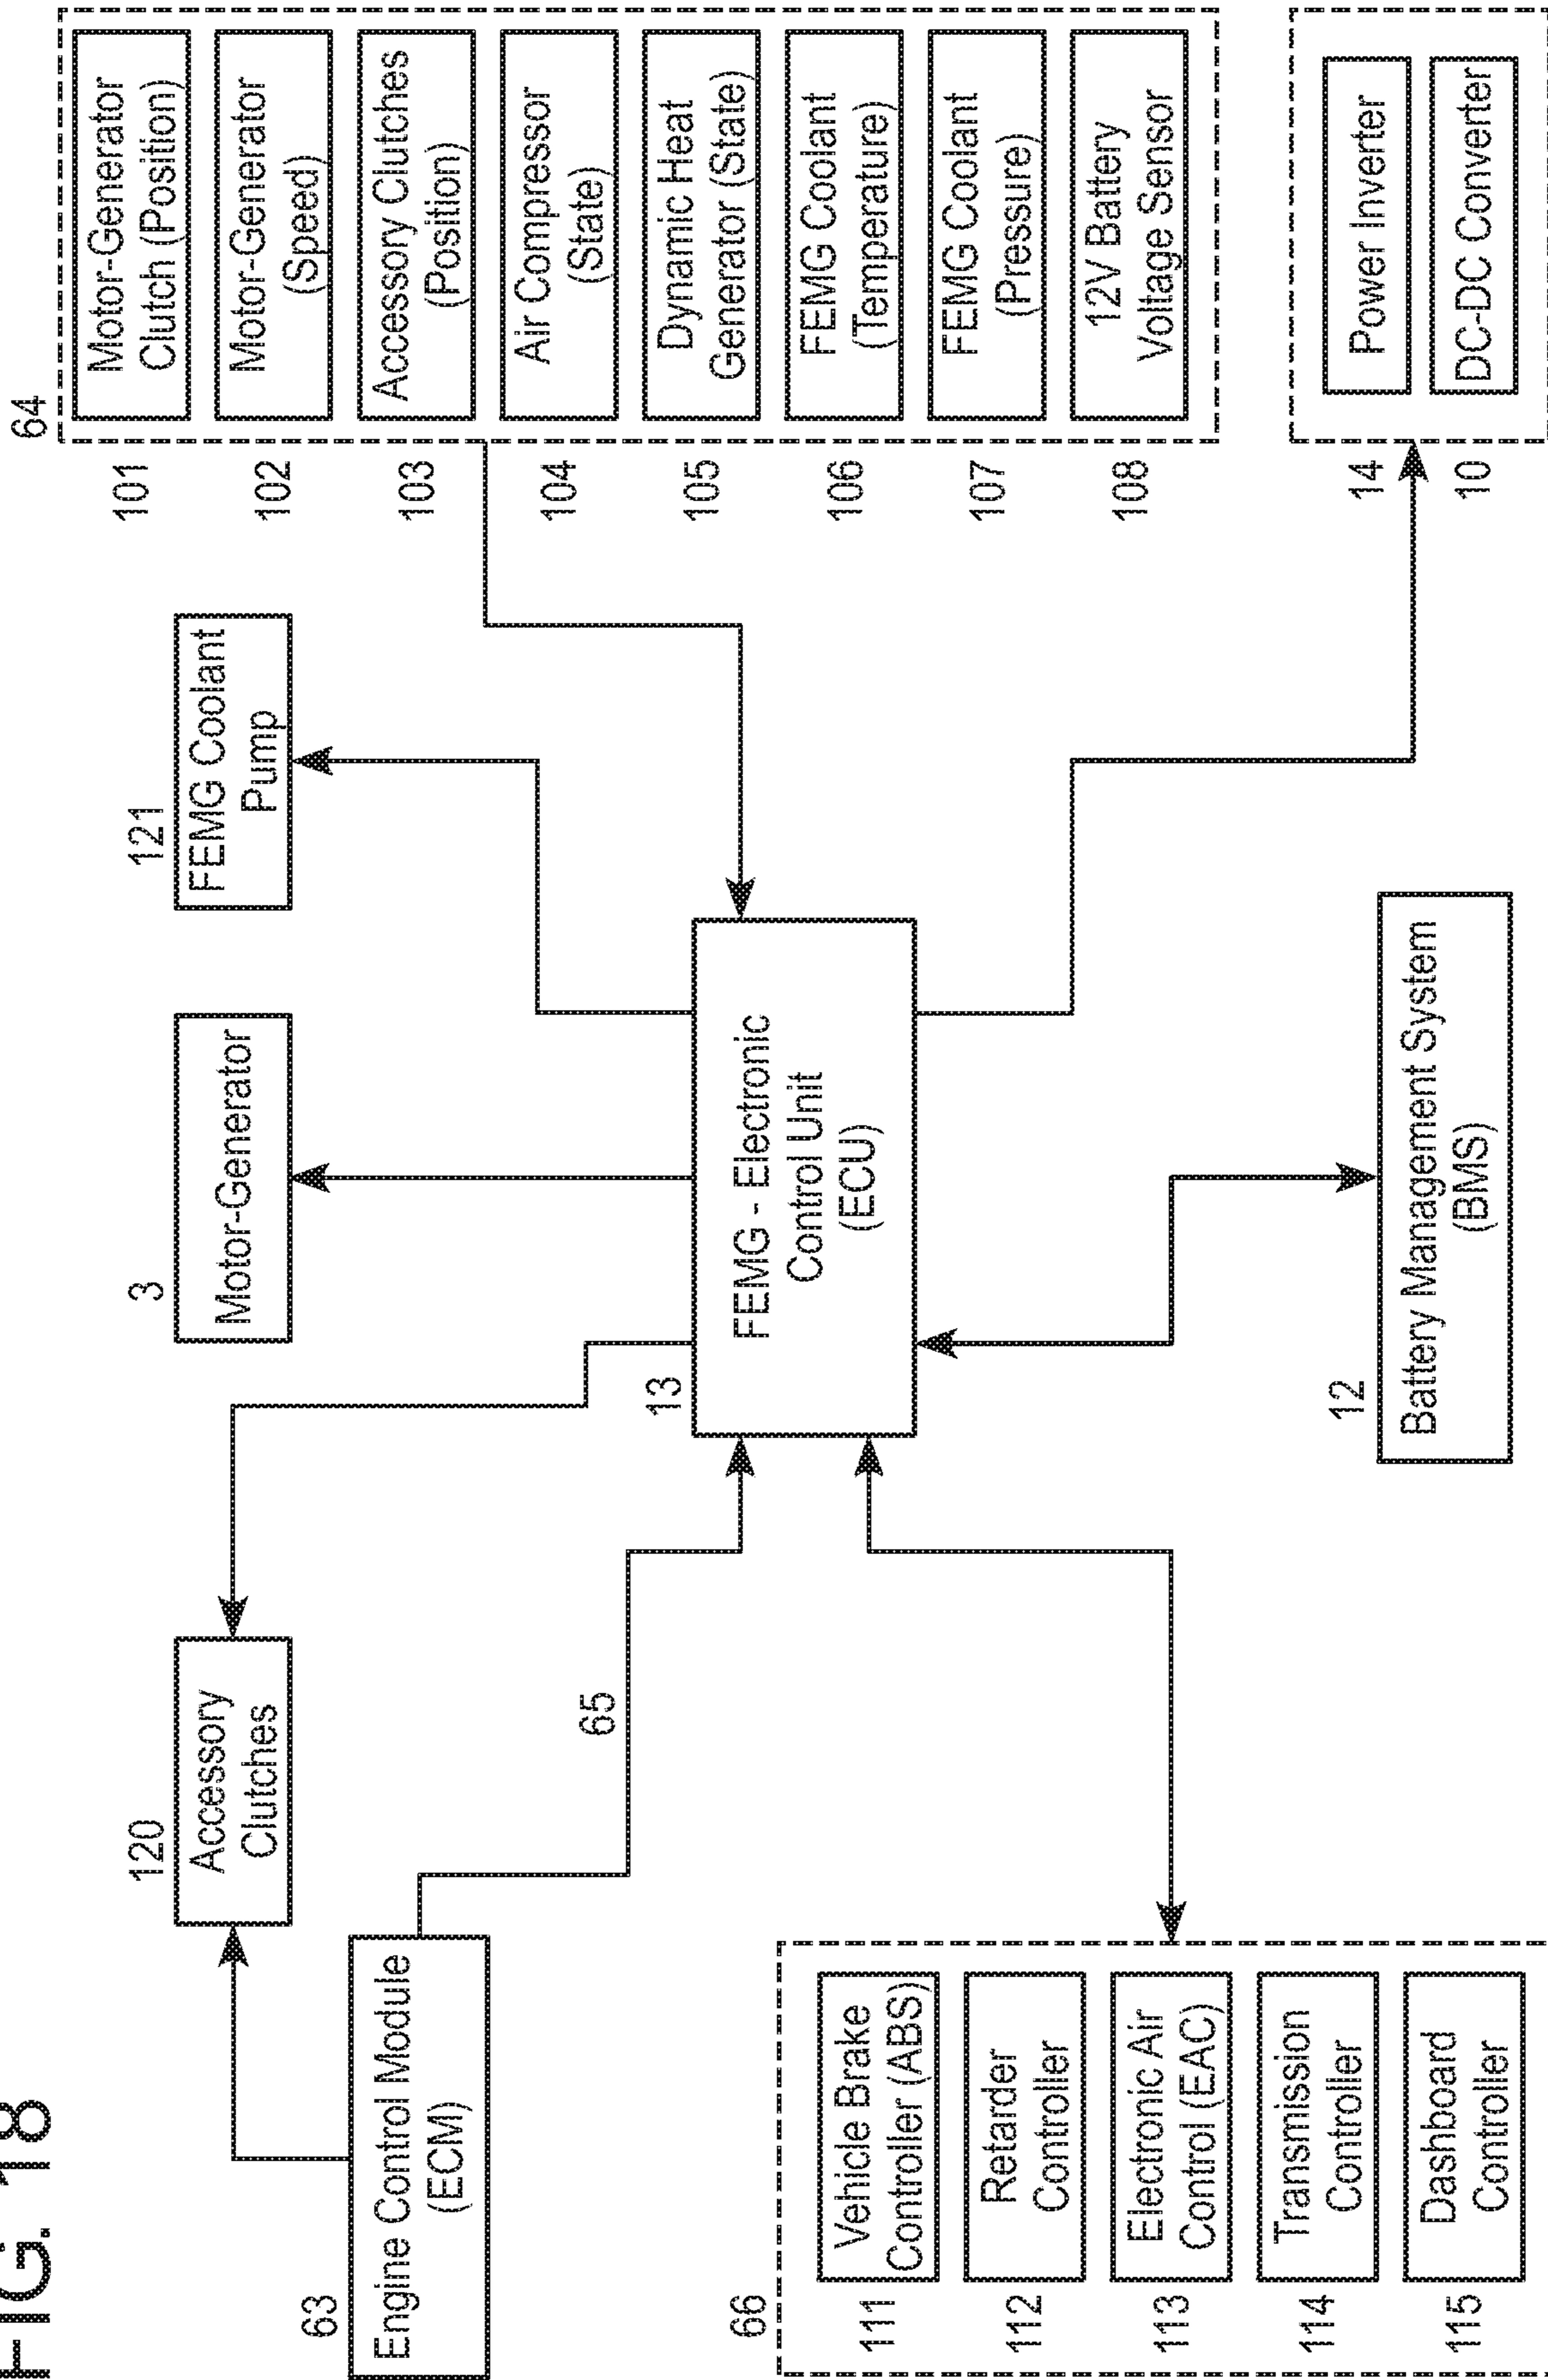 FIG. 18
63
Engine Control Module
(ECM)
120
Accessory
Clutches
3
Motor-Generator
121
FEMG Coolant
Pump
65
13
FEMG - Electronic
Control Unit
(ECU)
64
101
Motor-Generator
Clutch (Position)
102
Motor-Generator
(Speed)
103
Accessory Clutches
(Position)
104
Air Compressor
(State)
105
Dynamic Heat
Generator (State)
106
FEMG Coolant
(Temperature)
107
FEMG Coolant
(Pressure)
108
12V Battery
Voltage Sensor
66
111
Vehicle Brake
Controller (ABS)
112
Retarder
Controller
113
Electronic Air
Control (EAC)
114
Transmission
Controller
115
Dashboard
Controller
12
Battery Management System
(BMS)
14
Power Inverter
10
DC-DC Converter